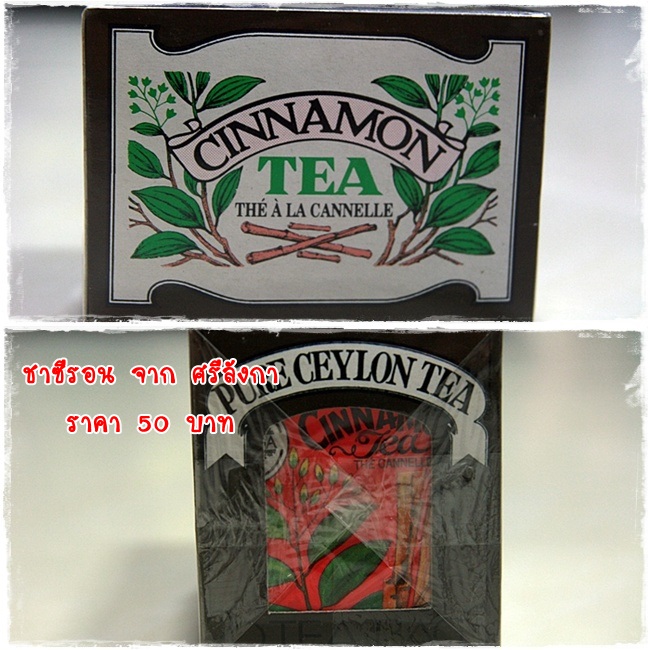 CINNAMON
TEA
THÉ À LA CANNELLE
ชาซีรอน จาก ศรีลังกา
ราคา 50 บาท
PURE CEYLON TEA
Tea